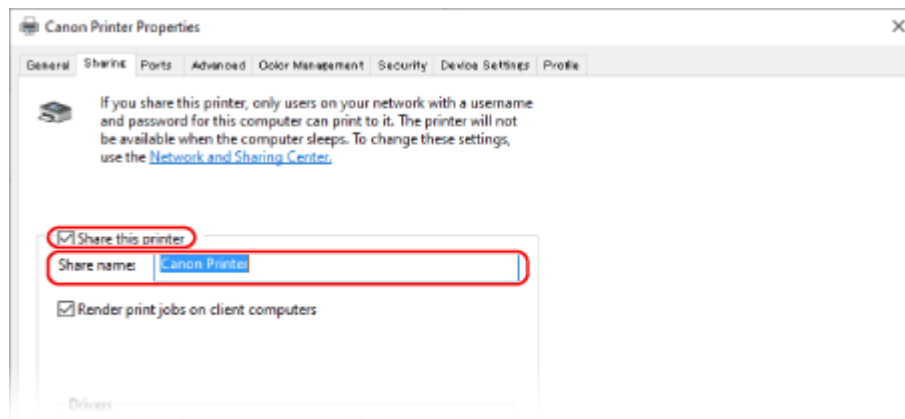 Canon Printer Properties
General Sharing Ports Advanced Color Management Security Device Settings Profile
If you share this printer, only users on your network with a username
and password for this computer can print to it. The printer will not
be available when the computer sleeps. To change these settings,
use the Network and Sharing Center.
Share this printer
Share name: Canon Printer
Render print jobs on client computers
Drivers